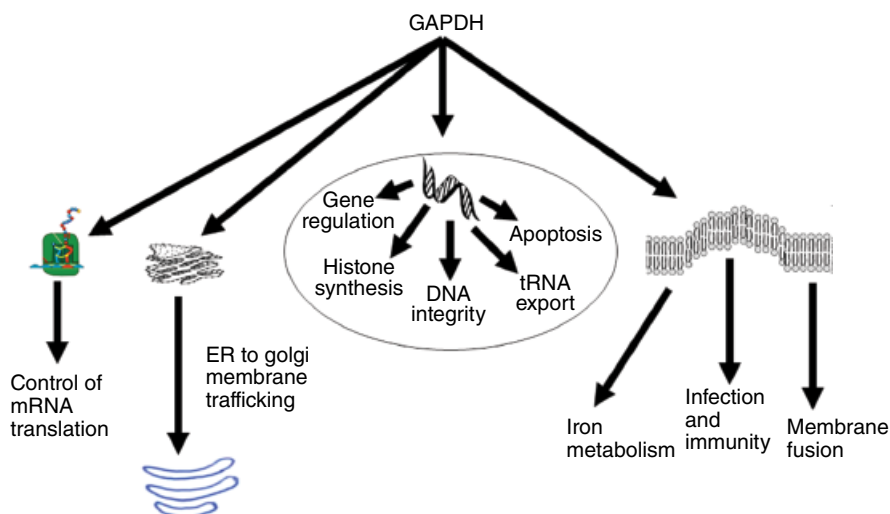 GAPDH
Gene
regulation
Apoptosis
Histone
synthesis
DNA
integrity
tRNA
export
Control of
mRNA
translation
ER to golgi
membrane
trafficking
Iron
metabolism
Infection
and
immunity
Membrane
fusion